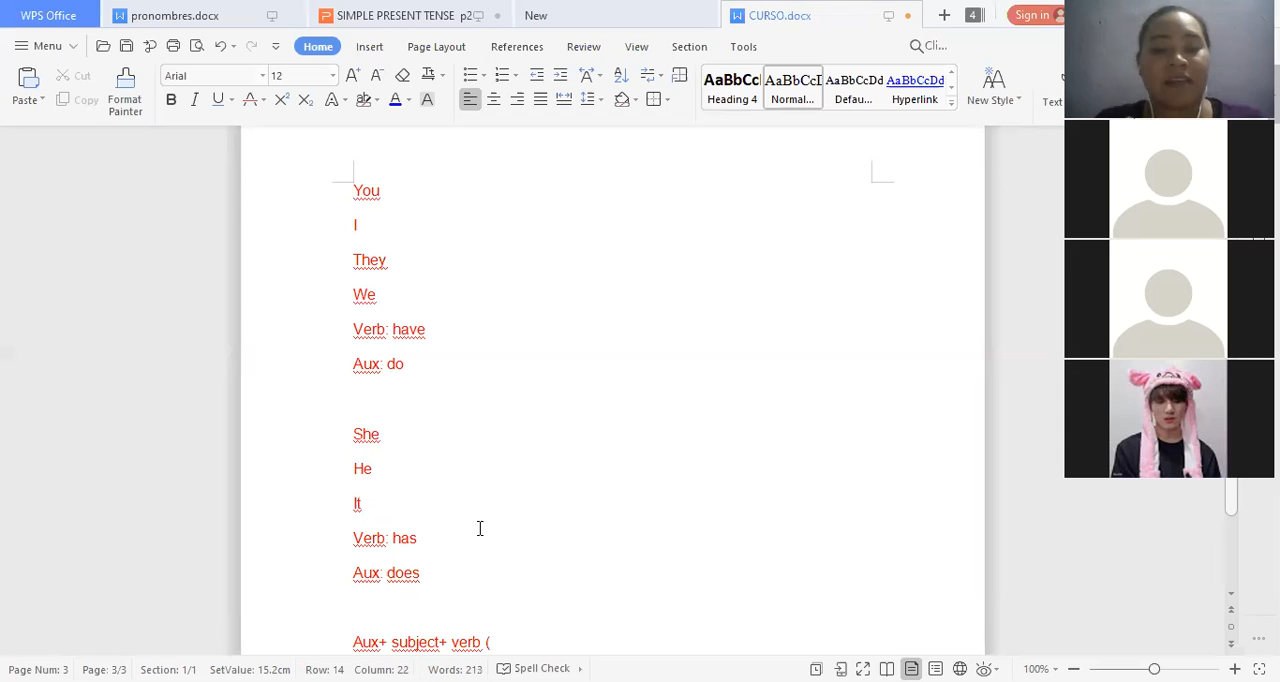 WPS Office pronombres.docx SIMPLE PRESENT TENSE p2 New CURSO.docx 4 Sign in
Menu Home Insert Page Layout References Review View Section Tools Cli...
Paste Cut Copy Format Painter Arial 12 AaBbCcl AaBbCcD AaBbCcDd AaBbCcDd
Heading 4 Normal... Defau... Hyperlink New Style Text
You
I
They
We
Verb: have
Aux: do
She
He
It
Verb: has
Aux: does
Aux+ subject+ verb (
Page Num: 3 Page: 3/3 Section: 1/1 SetValue: 15.2cm Row: 14 Column: 22 Words: 213 Spell Check 100%